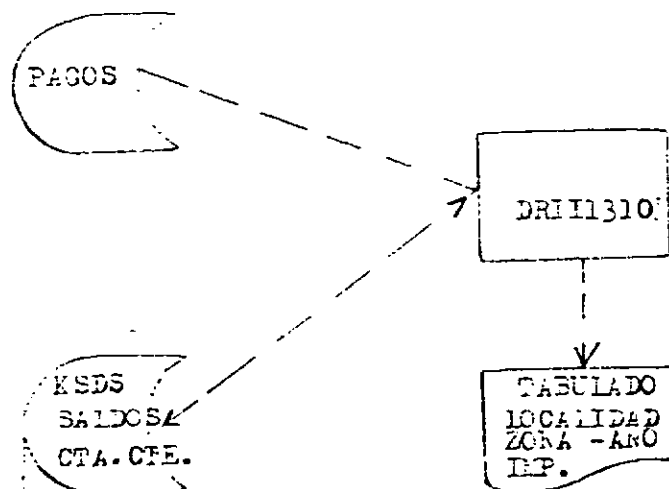 PAGOS
DRII1310
KSDS
SALDOS
CTA.CTE.
TABULADO
LOCALIDAD
ZONA -AÑO
IMP.